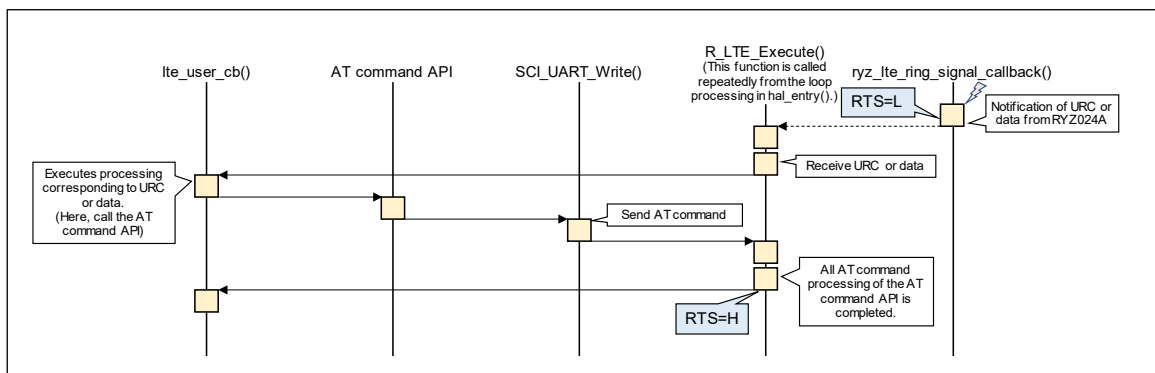 lte_user_cb()
AT command API
SCI_UART_Write()
R_LTE_Execute()
(This function is called
repeatedly from the loop
processing in hal_entry().)
ryz_lte_ring_signal_callback()
RTS=L
Notification of URC or
data from RYZ024A
Receive URC or data
Executes processing
corresponding to URC
or data.
(Here, call the AT
command API)
Send AT command
All AT command
processing of the AT
command API is
completed.
RTS=H